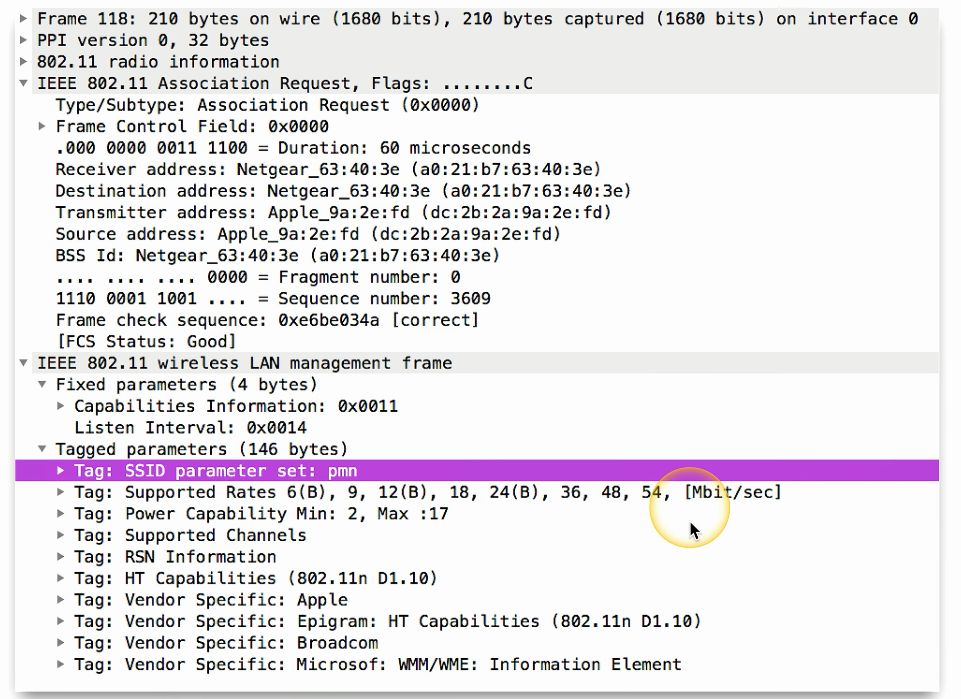 Frame 118: 210 bytes on wire (1680 bits), 210 bytes captured (1680 bits) on interface 0
PPI version 0, 32 bytes
802.11 radio information
IEEE 802.11 Association Request, Flags: ........C
Type/Subtype: Association Request (0x0000)
Frame Control Field: 0x0000
.000 0000 0011 1100 = Duration: 60 microseconds
Receiver address: Netgear_63:40:3e (a0:21:b7:63:40:3e)
Destination address: Netgear_63:40:3e (a0:21:b7:63:40:3e)
Transmitter address: Apple_9a:2e:fd (dc:2b:2a:9a:2e:fd)
Source address: Apple_9a:2e:fd (dc:2b:2a:9a:2e:fd)
BSS Id: Netgear_63:40:3e (a0:21:b7:63:40:3e)
.... .... .... 0000 = Fragment number: 0
1110 0001 1001 .... = Sequence number: 3609
Frame check sequence: 0xe6be034a [correct]
[FCS Status: Good]
IEEE 802.11 wireless LAN management frame
Fixed parameters (4 bytes)
Capabilities Information: 0x0011
Listen Interval: 0x0014
Tagged parameters (146 bytes)
Tag: SSID parameter set: pmn
Tag: Supported Rates 6(B), 9, 12(B), 18, 24(B), 36, 48, 54, [Mbit/sec]
Tag: Power Capability Min: 2, Max :17
Tag: Supported Channels
Tag: RSN Information
Tag: HT Capabilities (802.11n D1.10)
Tag: Vendor Specific: Apple
Tag: Vendor Specific: Epigram: HT Capabilities (802.11n D1.10)
Tag: Vendor Specific: Broadcom
Tag: Vendor Specific: Microsof: WMM/WME: Information Element